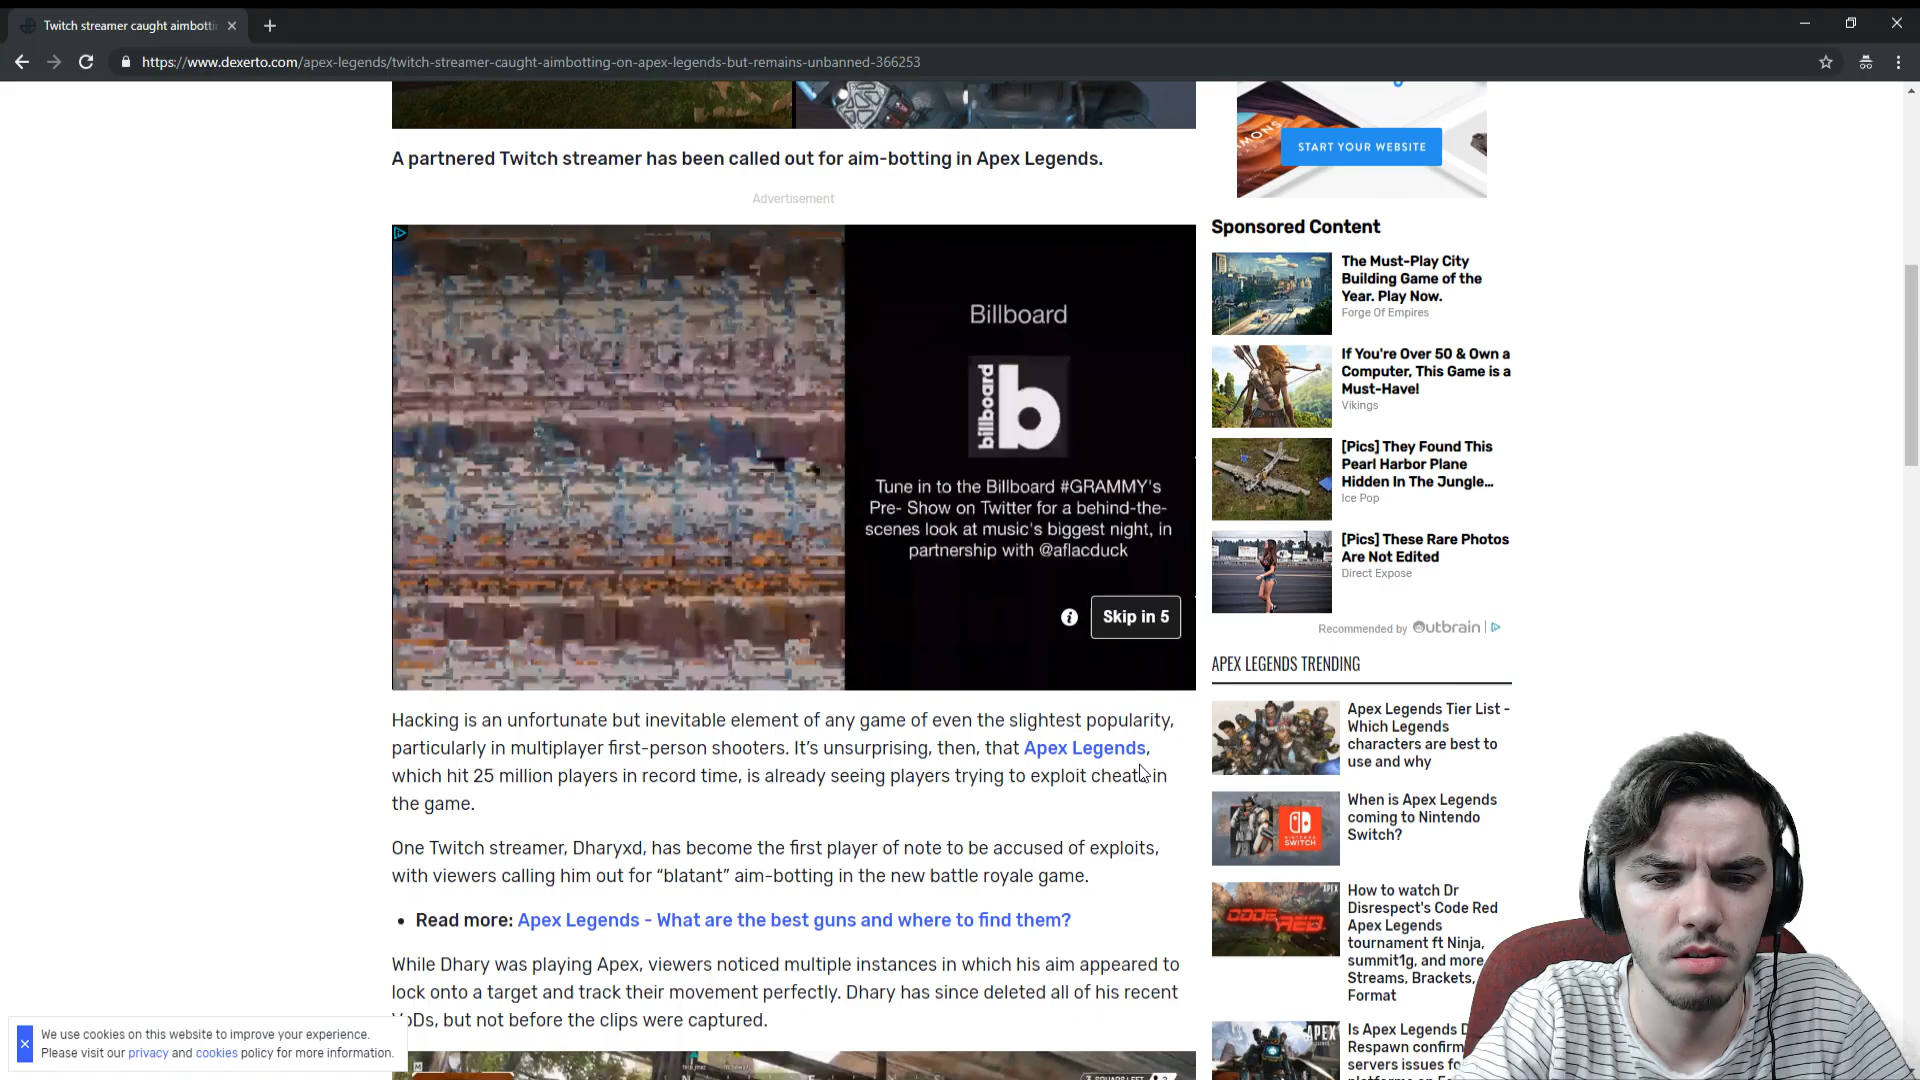 Twitch streamer caught aimbotti
https://www.dexerto.com/apex-legends/twitch-streamer-caught-aimbotting-on-apex-legends-but-remains-unbanned-366253
A partnered Twitch streamer has been called out for aim-botting in Apex Legends.
Advertisement
Billboard
billboard
b
Tune in to the Billboard #GRAMMY's
Pre- Show on Twitter for a behind-the-
scenes look at music's biggest night, in
partnership with @aflacduck
Skip in 5
Hacking is an unfortunate but inevitable element of any game of even the slightest popularity,
particularly in multiplayer first-person shooters. It's unsurprising, then, that Apex Legends,
which hit 25 million players in record time, is already seeing players trying to exploit cheats in
the game.
One Twitch streamer, Dharyxd, has become the first player of note to be accused of exploits,
with viewers calling him out for “blatant” aim-botting in the new battle royale game.
• Read more: Apex Legends - What are the best guns and where to find them?
While Dhary was playing Apex, viewers noticed multiple instances in which his aim appeared to
lock onto a target and track their movement perfectly. Dhary has since deleted all of his recent
VoDs, but not before the clips were captured.
We use cookies on this website to improve your experience.
Please visit our privacy and cookies policy for more information.
MONS
START YOUR WEBSITE
Sponsored Content
The Must-Play City
Building Game of the
Year. Play Now.
Forge Of Empires
If You're Over 50 & Own a
Computer, This Game is a
Must-Have!
Vikings
[Pics] They Found This
Pearl Harbor Plane
Hidden In The Jungle...
Ice Pop
[Pics] These Rare Photos
Are Not Edited
Direct Expose
Recommended by Outbrain
APEX LEGENDS TRENDING
Apex Legends Tier List -
Which Legends
characters are best to
use and why
When is Apex Legends
coming to Nintendo
Switch?
NINTENDO
SWITCH
How to watch Dr
Disrespect's Code Red
Apex Legends
tournament ft Ninja,
summit1g, and more -
Streams, Brackets,
Format
APEX
CODE RED
Is Apex Legends D
Respawn confirm
servers issues fo
APEX
3 SQUADS LEFT